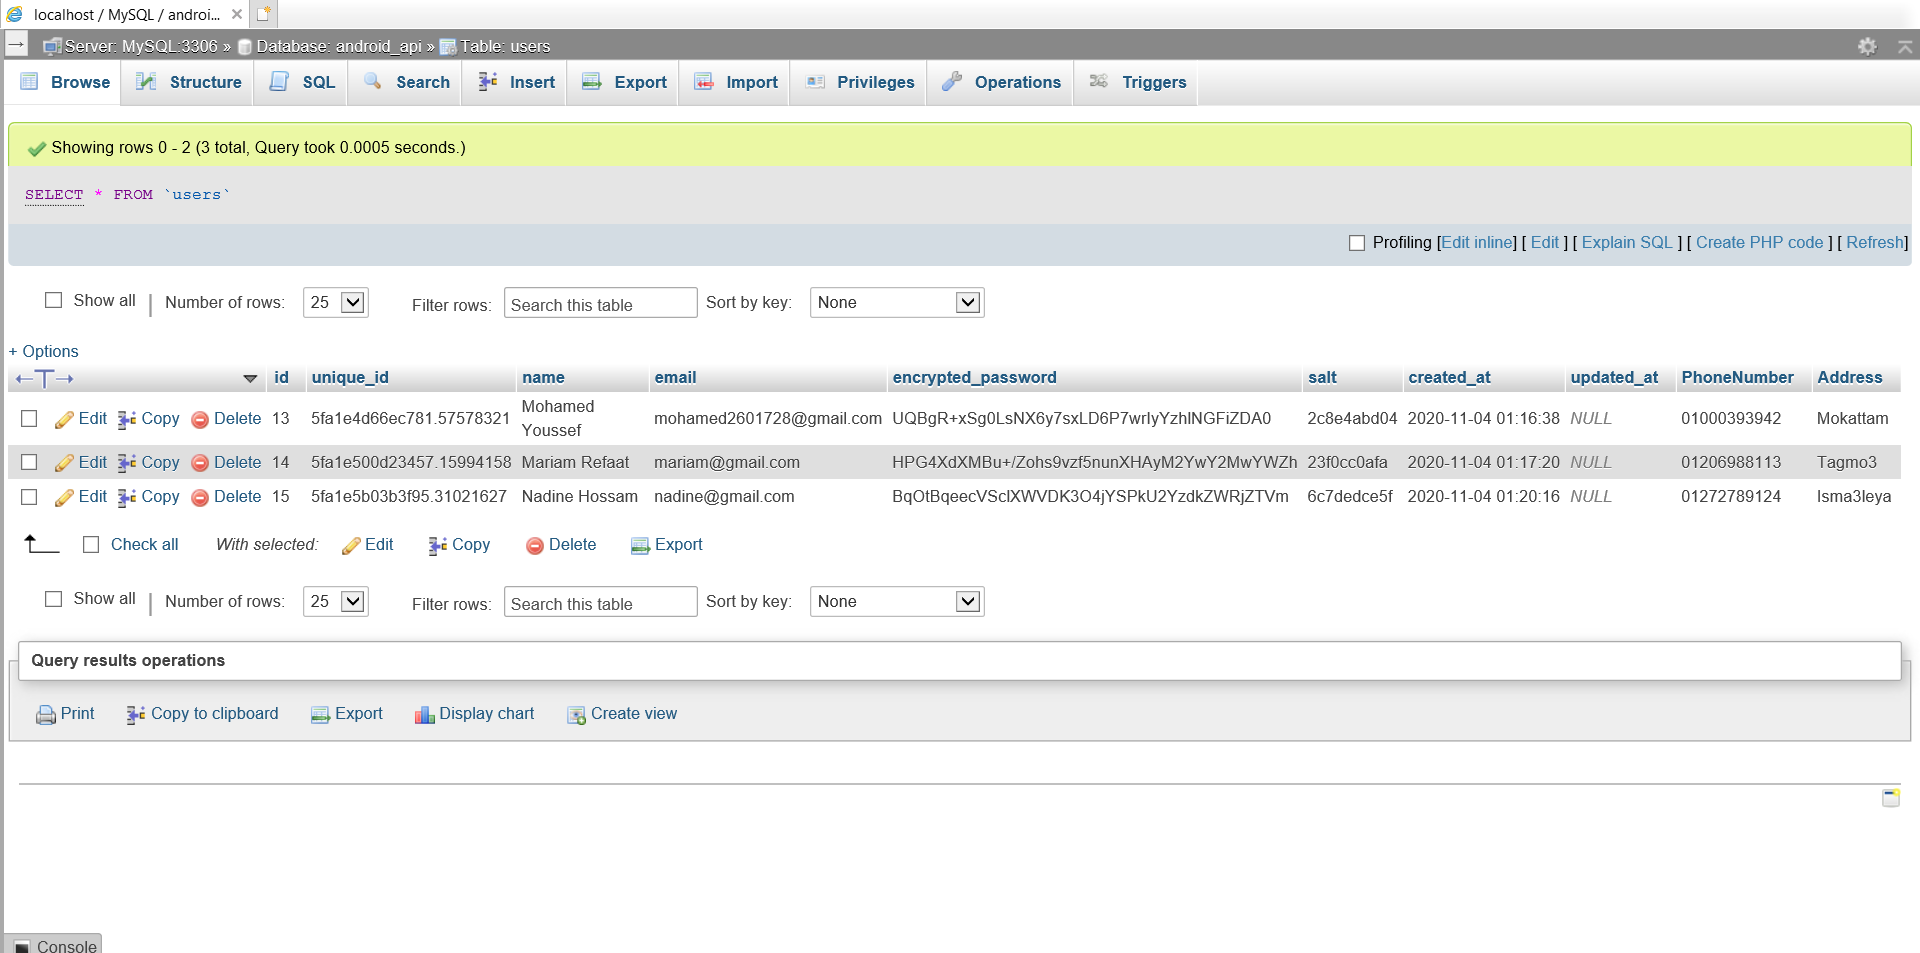 localhost / MySQL / androi...
Server: MySQL:3306 » Database: android_api » Table: users
Browse Structure SQL Search Insert Export Import Privileges Operations Triggers
Showing rows 0 - 2 (3 total, Query took 0.0005 seconds.)
SELECT * FROM `users`
Profiling [Edit inline] [ Edit ] [ Explain SQL ] [ Create PHP code ] [ Refresh]
Show all | Number of rows: 25 Filter rows: Search this table Sort by key: None
+ Options
←T→ id unique_id name email encrypted_password salt created_at updated_at PhoneNumber Address
Edit Copy Delete 13 5fa1e4d66ec781.57578321 Mohamed Youssef mohamed2601728@gmail.com UQBgR+xSg0LsNX6y7sxLD6P7wrIyYzhlNGFiZDA0 2c8e4abd04 2020-11-04 01:16:38 NULL 01000393942 Mokattam
Edit Copy Delete 14 5fa1e500d23457.15994158 Mariam Refaat mariam@gmail.com HPG4XdXMBu+/Zohs9vzf5nunXHAyM2YwY2MwYWZh 23f0cc0afa 2020-11-04 01:17:20 NULL 01206988113 Tagmo3
Edit Copy Delete 15 5fa1e5b03b3f95.31021627 Nadine Hossam nadine@gmail.com BqOtBqeecVSclXWVDK3O4jYSPkU2YzdkZWRjZTVm 6c7dedce5f 2020-11-04 01:20:16 NULL 01272789124 Isma3leya
Check all With selected: Edit Copy Delete Export
Show all | Number of rows: 25 Filter rows: Search this table Sort by key: None
Query results operations
Print Copy to clipboard Export Display chart Create view
Console